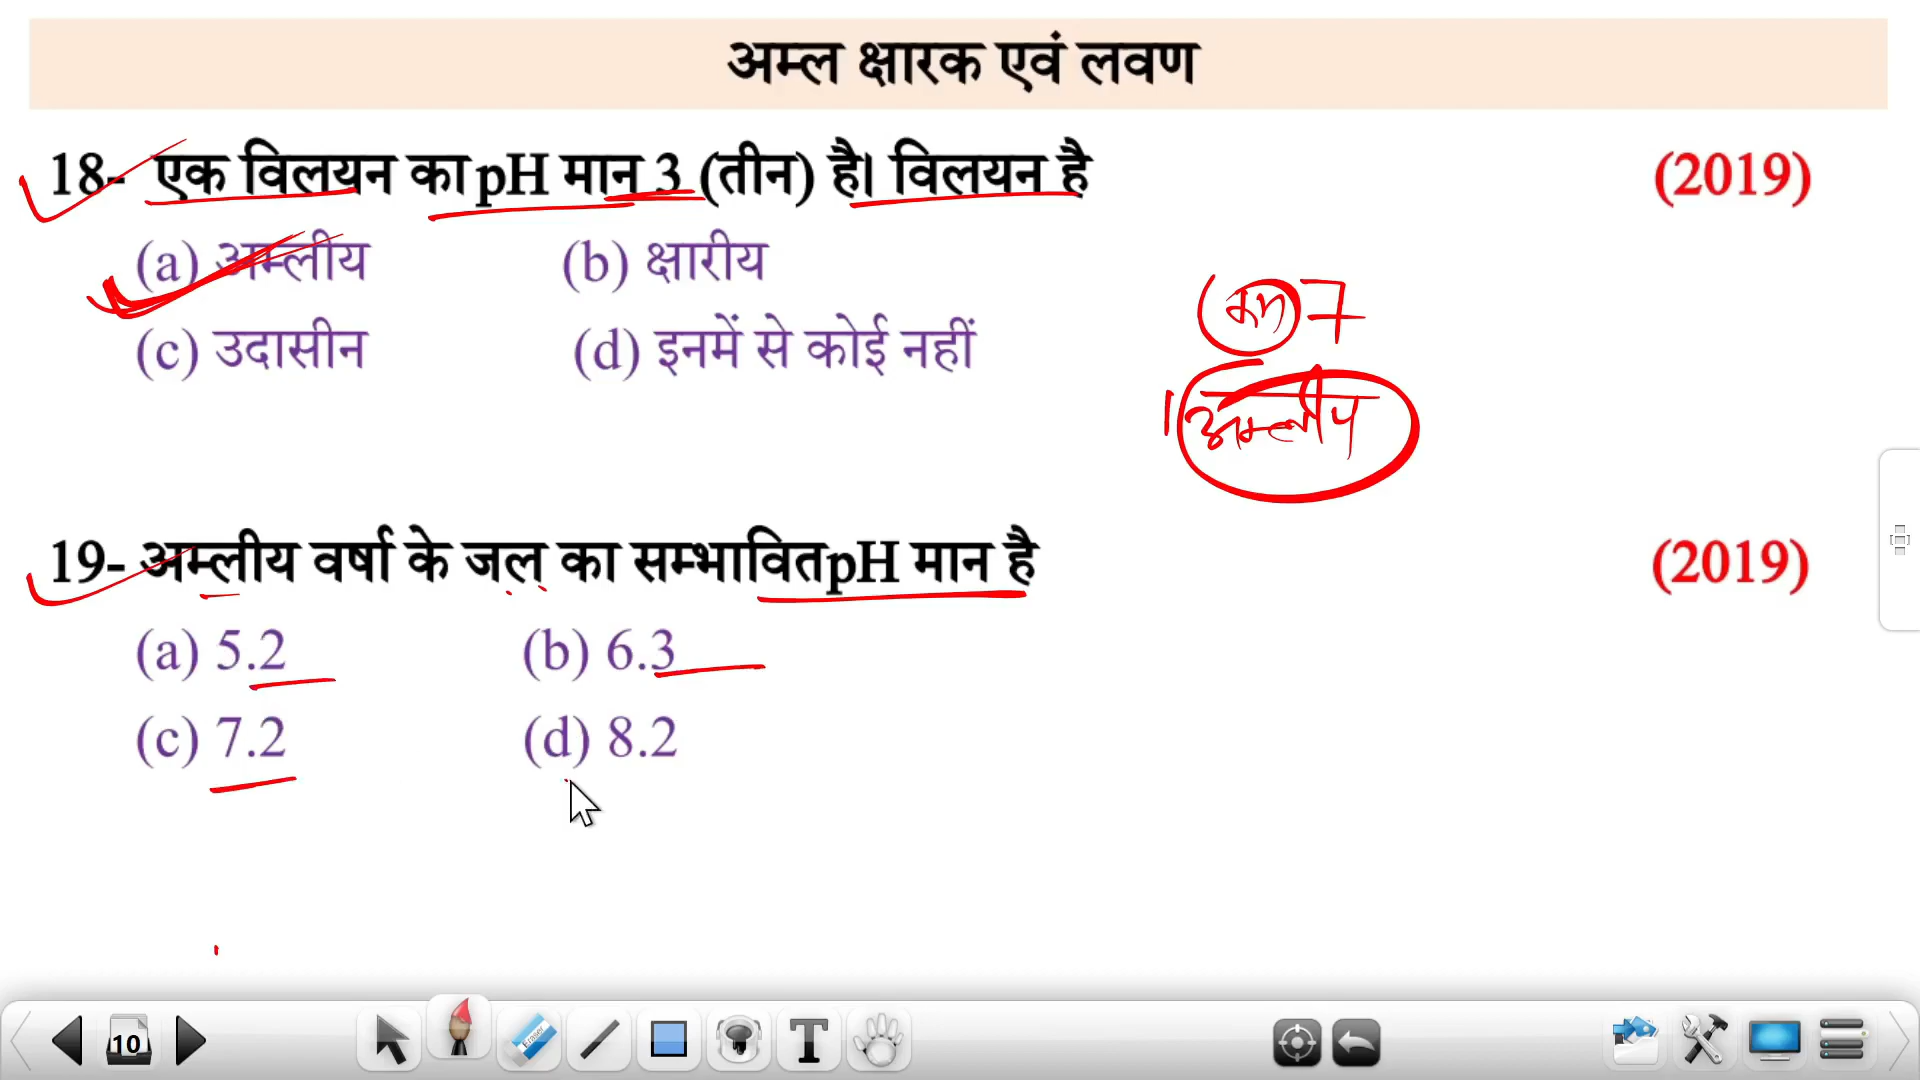 अम्ल क्षारक एवं लवण
18- एक विलयन का pH मान 3 (तीन) है। विलयन है (2019)
(a) अम्लीय (b) क्षारीय
कम 7
(c) उदासीन (d) इनमें से कोई नहीं
अम्लीय
19- अम्लीय वर्षा के जल का सम्भावित pH मान है (2019)
(a) 5.2 (b) 6.3
(c) 7.2 (d) 8.2
10
Eraser
T